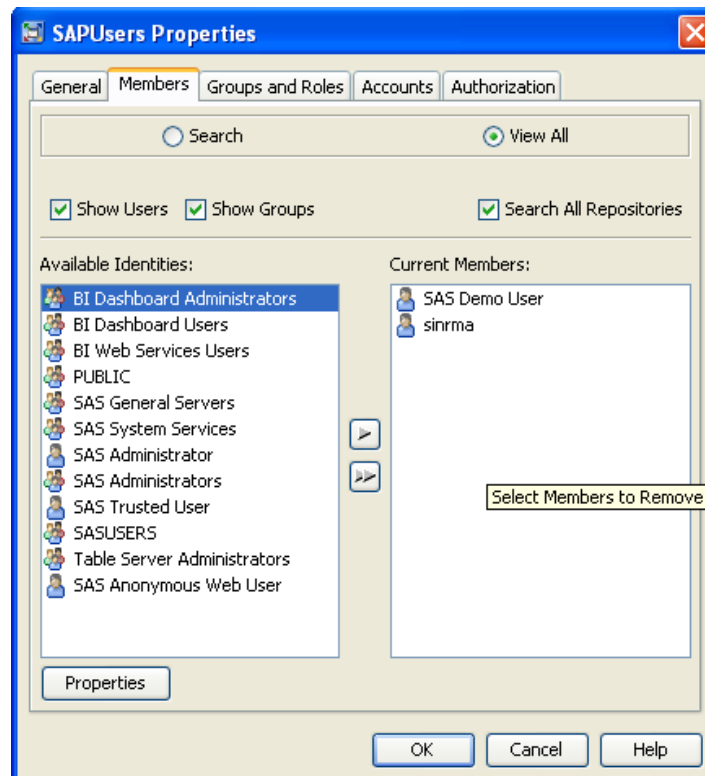 SAPUsers Properties
General Members Groups and Roles Accounts Authorization
Search View All
Show Users Show Groups Search All Repositories
Available Identities: Current Members:
BI Dashboard Administrators SAS Demo User
BI Dashboard Users sinrma
BI Web Services Users
PUBLIC
SAS General Servers
SAS System Services
SAS Administrator
SAS Administrators
Select Members to Remove
SAS Trusted User
SASUSERS
Table Server Administrators
SAS Anonymous Web User
Properties
OK Cancel Help